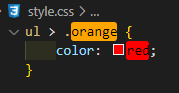 style.css > ...
ul > .orange {
color: red;
}